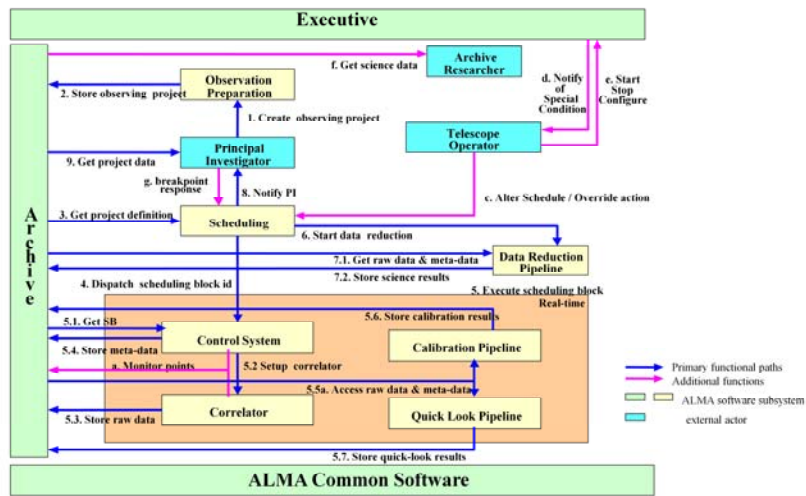 Executive
Archive
f. Get science data
Archive
Researcher
Observation
Preparation
2. Store observing project
1. Create observing project
d. Notify
of
Special
Condition
e. Start
Stop
Configure
Telescope
Operator
Principal
Investigator
9. Get project data
g. breakpoint
response
8. Notify PI
c. Alter Schedule / Override action
3. Get project definition
Scheduling
6. Start data reduction
7.1. Get raw data & meta-data
7.2. Store science results
Data Reduction
Pipeline
4. Dispatch scheduling block id
5. Execute scheduling block
Real-time
5.6. Store calibration results
5.1. Get SB
Control System
Calibration Pipeline
5.4. Store meta-data
a. Monitor points
5.2 Setup correlator
5.5a. Access raw data & meta-data
Correlator
Quick Look Pipeline
5.3. Store raw data
5.7. Store quick-look results
Primary functional paths
Additional functions
ALMA software subsystem
external actor
ALMA Common Software